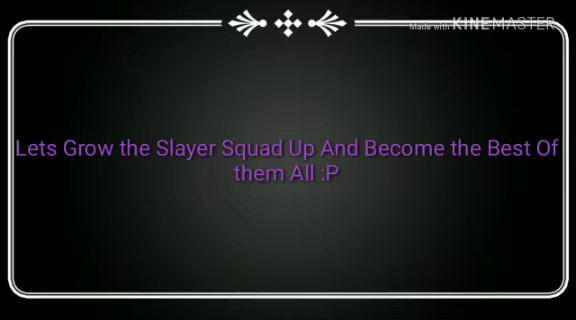 Made with KINEMASTER
Lets Grow the Slayer Squad Up And Become the Best Of
them All :P